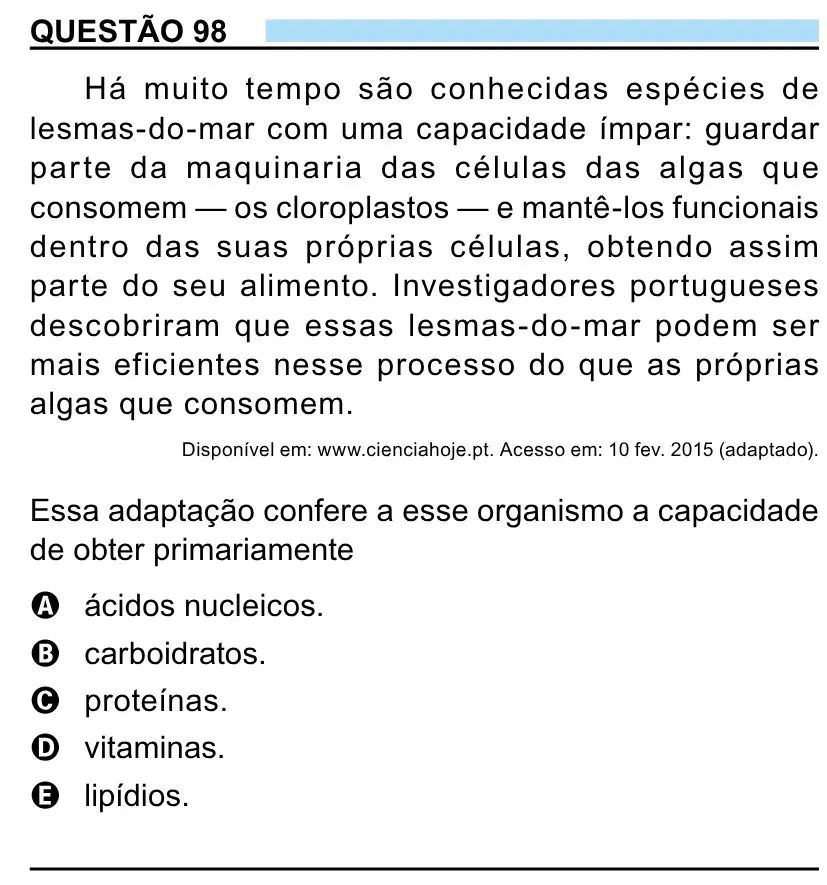 QUESTÃO 98
Há muito tempo são conhecidas espécies de
lesmas-do-mar com uma capacidade ímpar: guardar
parte da maquinaria das células das algas que
consomem — os cloroplastos — e mantê-los funcionais
dentro das suas próprias células, obtendo assim
parte do seu alimento. Investigadores portugueses
descobriram que essas lesmas-do-mar podem ser
mais eficientes nesse processo do que as próprias
algas que consomem.
Disponível em: www.cienciahoje.pt. Acesso em: 10 fev. 2015 (adaptado).
Essa adaptação confere a esse organismo a capacidade
de obter primariamente
A ácidos nucleicos.
B carboidratos.
C proteínas.
D vitaminas.
E lipídios.